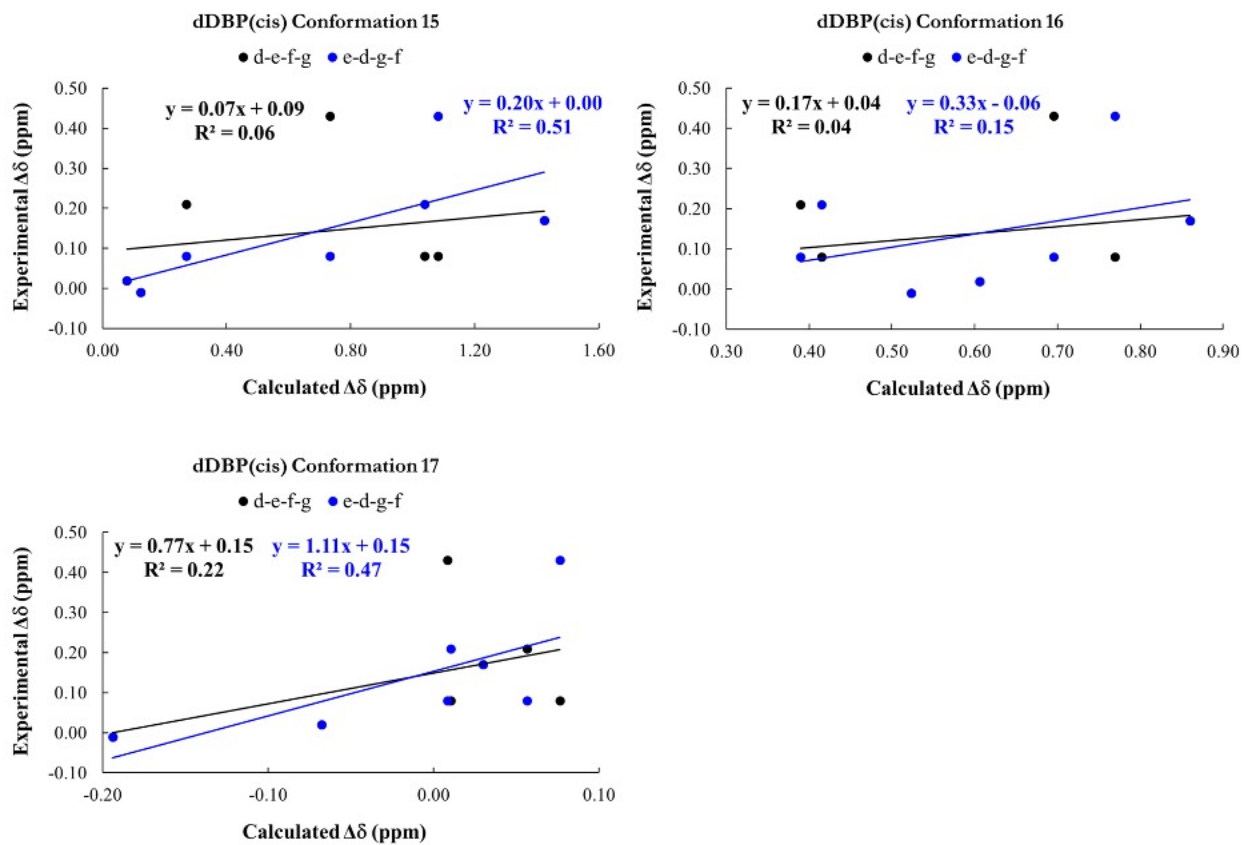 dDBP(cis) Conformation 15
d-e-f-g e-d-g-f
y = 0.07x + 0.09
R² = 0.06
y = 0.20x + 0.00
R² = 0.51
Experimental Δδ (ppm)
0.50
0.40
0.30
0.20
0.10
0.00
-0.10
0.00 0.40 0.80 1.20 1.60
Calculated Δδ (ppm)
dDBP(cis) Conformation 16
d-e-f-g e-d-g-f
y = 0.17x + 0.04
R² = 0.04
y = 0.33x - 0.06
R² = 0.15
Experimental Δδ (ppm)
0.50
0.40
0.30
0.20
0.10
0.00
-0.10
0.30 0.40 0.50 0.60 0.70 0.80 0.90
Calculated Δδ (ppm)
dDBP(cis) Conformation 17
d-e-f-g e-d-g-f
y = 0.77x + 0.15
R² = 0.22
y = 1.11x + 0.15
R² = 0.47
Experimental Δδ (ppm)
0.50
0.40
0.30
0.20
0.10
0.00
-0.10
-0.20 -0.10 0.00 0.10
Calculated Δδ (ppm)